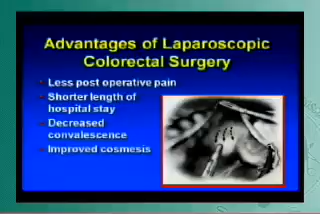 Advantages of Laparoscopic
Colorectal Surgery
- Less post operative pain
- Shorter length of
hospital stay
- Decreased
convalescence
- Improved cosmesis